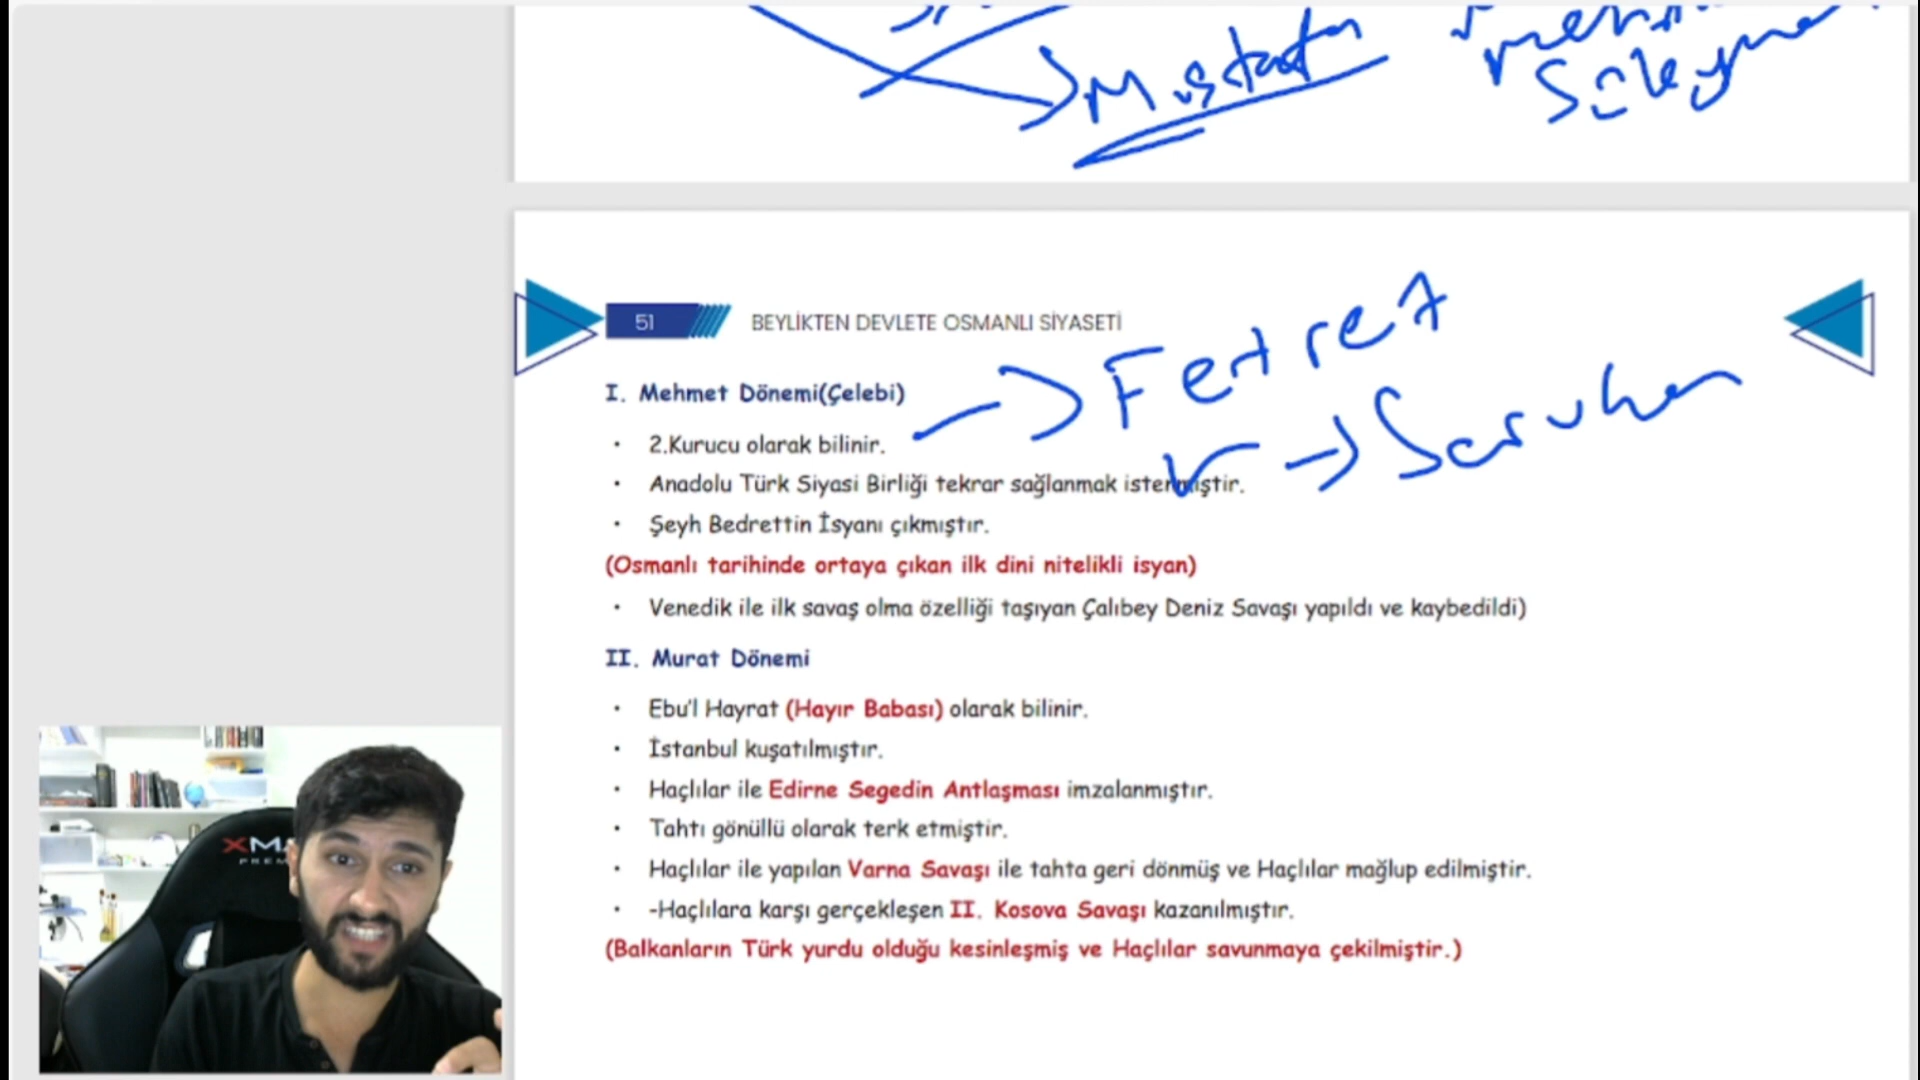 Mustafa
51 BEYLİKTEN DEVLETE OSMANLI SİYASETİ
→ Fetret
I. Mehmet Dönemi(Çelebi)
→ Saruhan
• 2.Kurucu olarak bilinir.
• Anadolu Türk Siyasi Birliği tekrar sağlanmak istenmiştir.
• Şeyh Bedrettin İsyanı çıkmıştır.
(Osmanlı tarihinde ortaya çıkan ilk dini nitelikli isyan)
• Venedik ile ilk savaş olma özelliği taşıyan Çalıbey Deniz Savaşı yapıldı ve kaybedildi)
II. Murat Dönemi
• Ebu'l Hayrat (Hayır Babası) olarak bilinir.
• İstanbul kuşatılmıştır.
• Haçlılar ile Edirne Segedin Antlaşması imzalanmıştır.
• Tahtı gönüllü olarak terk etmiştir.
• Haçlılar ile yapılan Varna Savaşı ile tahta geri dönmüş ve Haçlılar mağlup edilmiştir.
• -Haçlılara karşı gerçekleşen II. Kosova Savaşı kazanılmıştır.
(Balkanların Türk yurdu olduğu kesinleşmiş ve Haçlılar savunmaya çekilmiştir.)